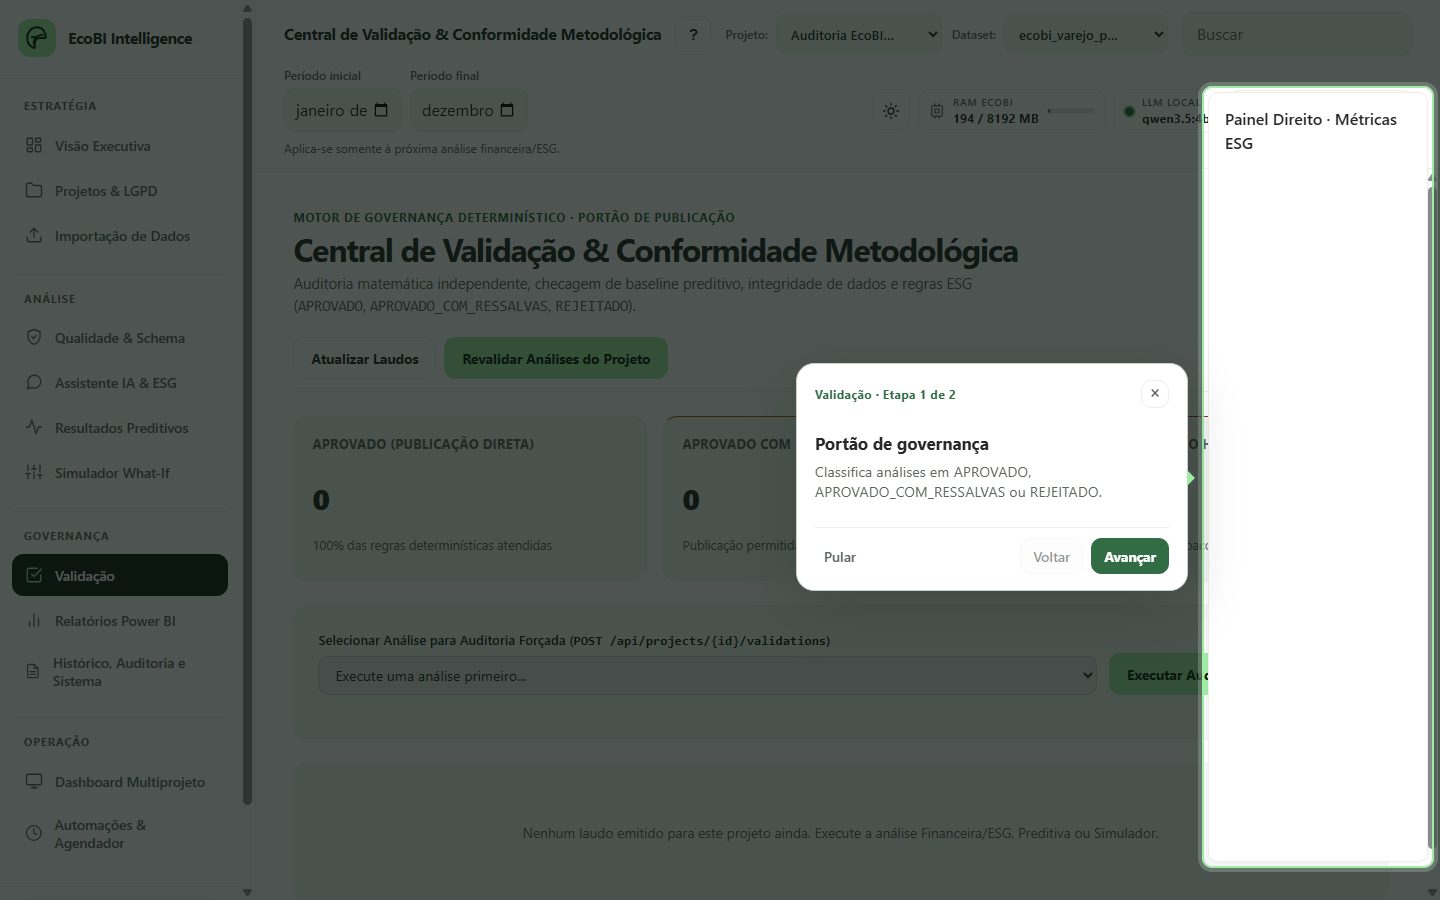 EcoBI Intelligence
ESTRATÉGIA
Visão Executiva
Projetos & LGPD
Importação de Dados
ANÁLISE
Qualidade & Schema
Assistente IA & ESG
Resultados Preditivos
Simulador What-If
GOVERNANÇA
Validação
Relatórios Power BI
Histórico, Auditoria e
Sistema
OPERAÇÃO
Dashboard Multiprojeto
Automações &
Agendador
Central de Validação & Conformidade Metodológica
?
Projeto:
Auditoria EcoBI...
Dataset:
ecobi_varejo_p...
Buscar
Período inicial
Período final
janeiro de
dezembro
RAM ECOBI
194 / 8192 MB
LLM LOCAL
qwen3.5:4b
Aplica-se somente à próxima análise financeira/ESG.
MOTOR DE GOVERNANÇA DETERMINÍSTICO · PORTÃO DE PUBLICAÇÃO
Central de Validação & Conformidade Metodológica
Auditoria matemática independente, checagem de baseline preditivo, integridade de dados e regras ESG
(APROVADO, APROVADO_COM_RESSALVAS, REJEITADO).
Atualizar Laudos
Revalidar Análises do Projeto
APROVADO (PUBLICAÇÃO DIRETA)
0
100% das regras determinísticas atendidas
APROVADO COM
0
Publicação permitida
Selecionar Análise para Auditoria Forçada (POST /api/projects/{id}/validations)
Execute uma análise primeiro...
Executar Aud
Nenhum laudo emitido para este projeto ainda. Execute a análise Financeira/ESG, Preditiva ou Simulador.
Validação · Etapa 1 de 2
×
Portão de governança
Classifica análises em APROVADO,
APROVADO_COM_RESSALVAS ou REJEITADO.
Pular
Voltar
Avançar
Painel Direito · Métricas
ESG